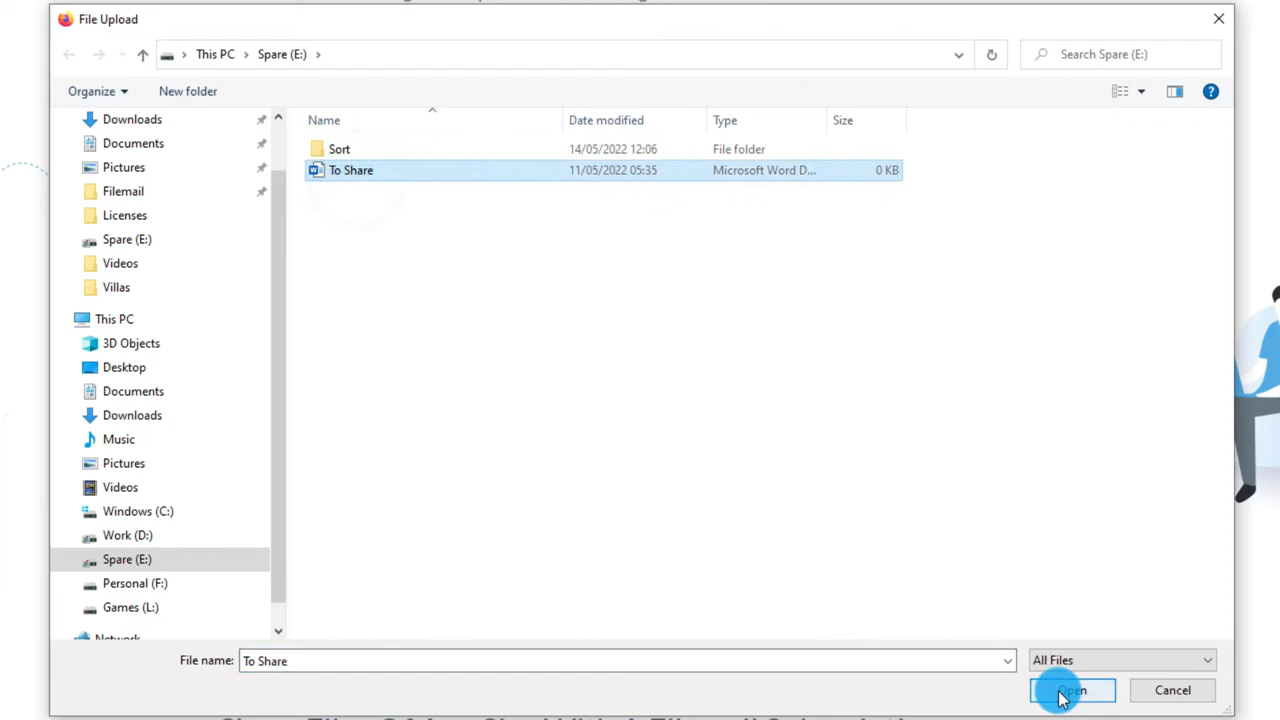 File Upload
This PC
Spare (E:)
Search Spare (E:)
Organize
New folder
Name
Date modified
Type
Size
Sort
14/05/2022 12:06
File folder
To Share
11/05/2022 05:35
Microsoft Word D...
0 KB
Downloads
Documents
Pictures
Filemail
Licenses
Spare (E:)
Videos
Villas
This PC
3D Objects
Desktop
Documents
Downloads
Music
Pictures
Videos
Windows (C:)
Work (D:)
Spare (E:)
Personal (F:)
Games (L:)
Network
File name:
To Share
All Files
Open
Cancel